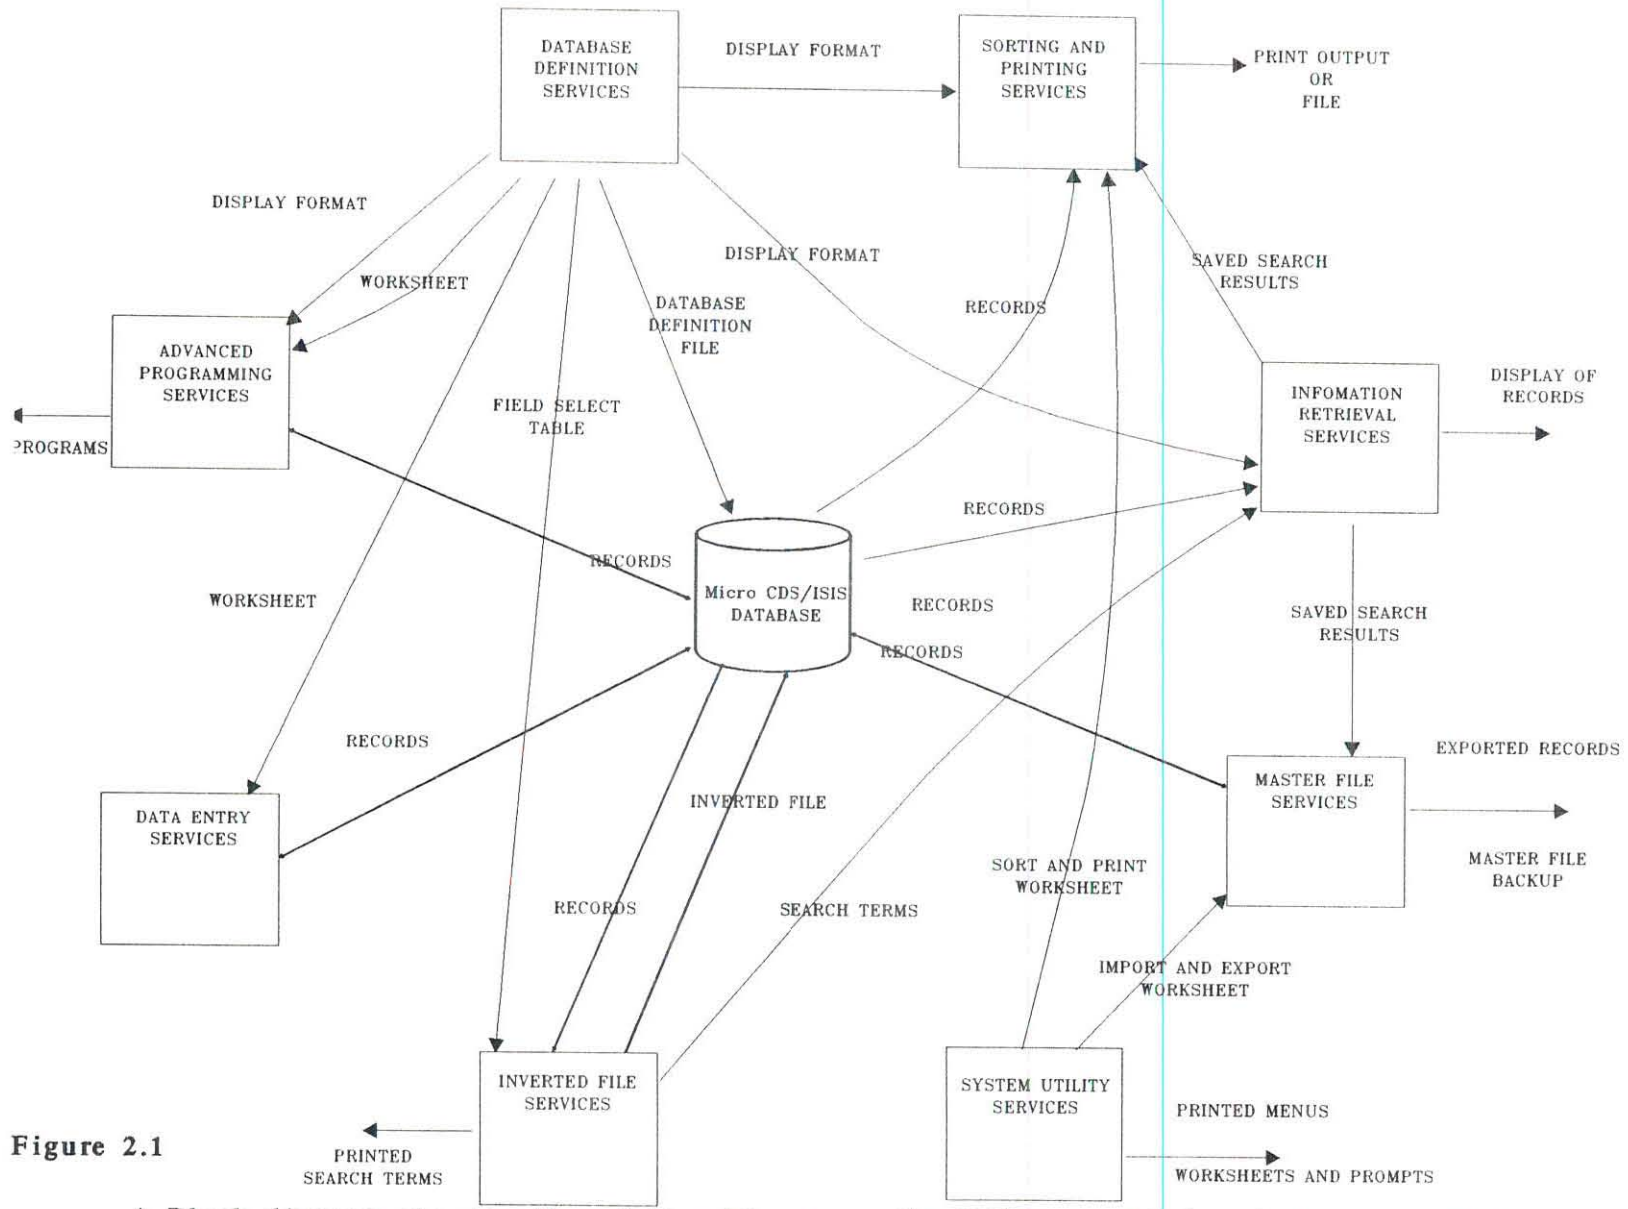 DATABASE
DEFINITION
SERVICES
DISPLAY FORMAT
SORTING AND
PRINTING
SERVICES
PRINT OUTPUT
OR
FILE
DISPLAY FORMAT
WORKSHEET
DISPLAY FORMAT
DATABASE
DEFINITION
FILE
RECORDS
SAVED SEARCH
RESULTS
ADVANCED
PROGRAMMING
SERVICES
PROGRAMS
FIELD SELECT
TABLE
INFOMATION
RETRIEVAL
SERVICES
DISPLAY OF
RECORDS
RECORDS
RECORDS
WORKSHEET
Micro CDS/ISIS
DATABASE
RECORDS
RECORDS
SAVED SEARCH
RESULTS
RECORDS
DATA ENTRY
SERVICES
INVERTED FILE
MASTER FILE
SERVICES
EXPORTED RECORDS
MASTER FILE
BACKUP
RECORDS
SEARCH TERMS
SORT AND PRINT
WORKSHEET
IMPORT AND EXPORT
WORKSHEET
INVERTED FILE
SERVICES
SYSTEM UTILITY
SERVICES
PRINTED MENUS
WORKSHEETS AND PROMPTS
Figure 2.1
PRINTED
SEARCH TERMS